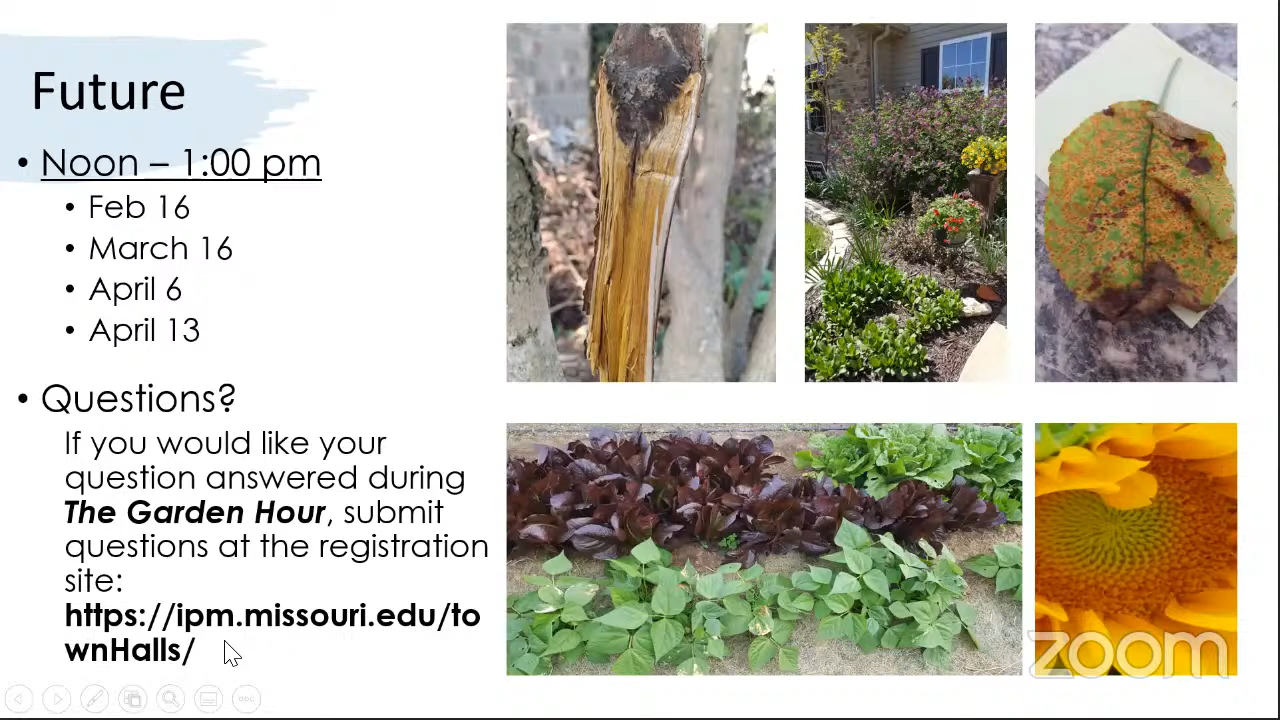 Future
• Noon – 1:00 pm
• Feb 16
• March 16
• April 6
• April 13
• Questions?
If you would like your
question answered during
The Garden Hour, submit
questions at the registration
site:
https://ipm.missouri.edu/to
wnHalls/
zoom